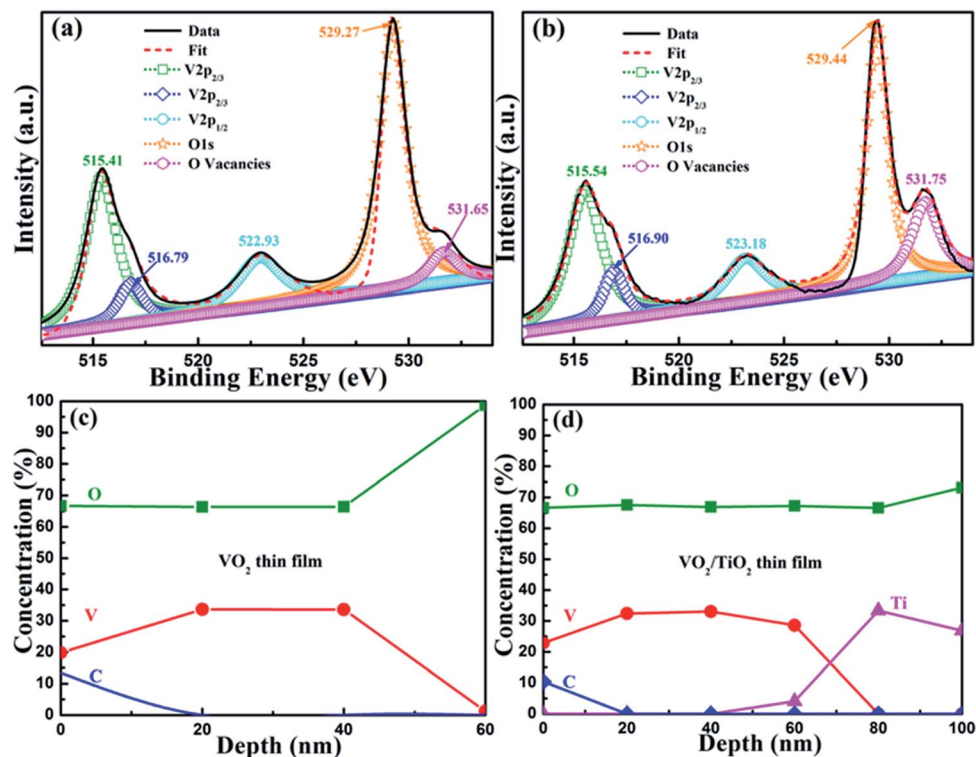 (a)
529.27
Data
Fit
V2p2/3
V2p2/3
V2p1/2
O1s
O Vacancies
515.41
516.79
522.93
531.65
Intensity (a.u.)
515 520 525 530
Binding Energy (eV)
(b)
529.44
Data
Fit
V2p2/3
V2p2/3
V2p1/2
O1s
O Vacancies
515.54
516.90
523.18
531.75
Intensity (a.u.)
515 520 525 530
Binding Energy (eV)
(c)
100
90
80
70
60
50
40
30
20
10
0
Concentration (%)
O
VO2 thin film
V
C
0 20 40 60
Depth (nm)
(d)
100
90
80
70
60
50
40
30
20
10
0
Concentration (%)
O
VO2/TiO2 thin film
Ti
V
C
0 20 40 60 80 100
Depth (nm)